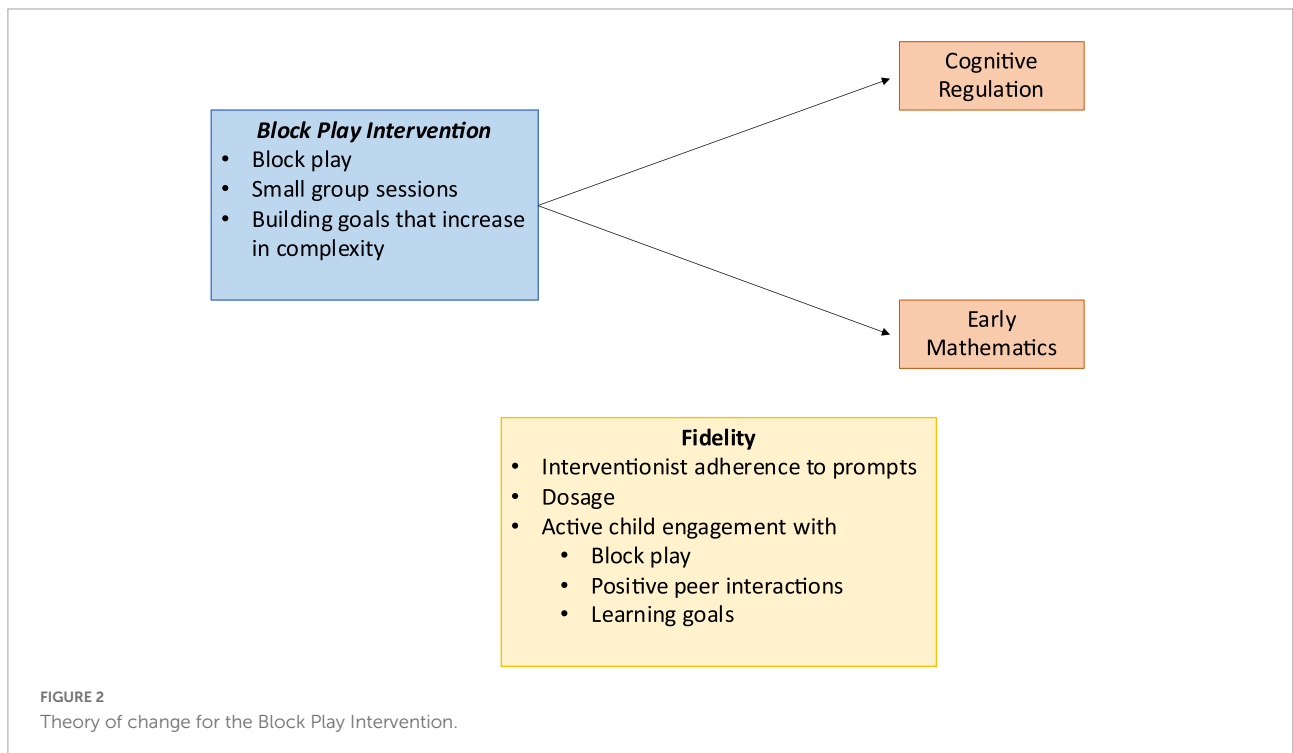 Cognitive
Regulation
Block Play Intervention
• Block play
• Small group sessions
• Building goals that increase
in complexity
Early
Mathematics
Fidelity
• Interventionist adherence to prompts
• Dosage
• Active child engagement with
• Block play
• Positive peer interactions
• Learning goals
FIGURE 2
Theory of change for the Block Play Intervention.